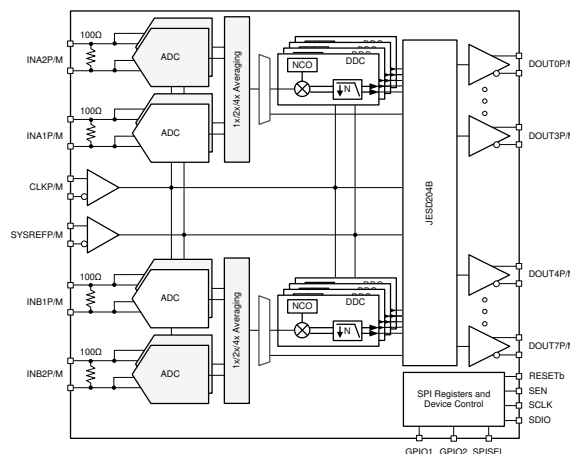 100Ω
INA2P/M
ADC
100Ω
INA1P/M
ADC
1x/2x/4x Averaging
DDC
NCO
N
CLKP/M
SYSREFP/M
JESD204B
DOUT0P/M
DOUT3P/M
100Ω
INB1P/M
ADC
100Ω
INB2P/M
ADC
1x/2x/4x Averaging
DDC
NCO
N
DOUT4P/M
DOUT7P/M
SPI Registers and
Device Control
RESETb
SEN
SCLK
SDIO
GPIO1 GPIO2 SPISEL